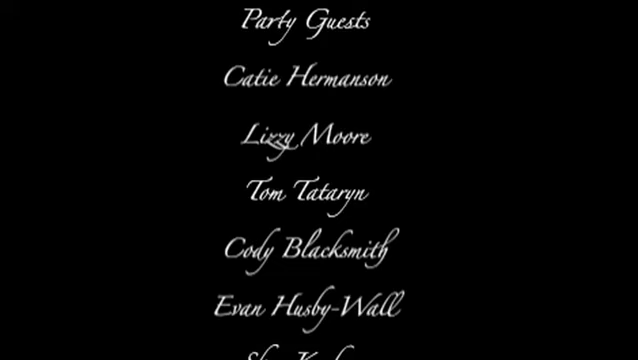 Party Guests
Catie Hermanson
Lizzy Moore
Tom Tataryn
Cody Blacksmith
Evan Husby-Wall